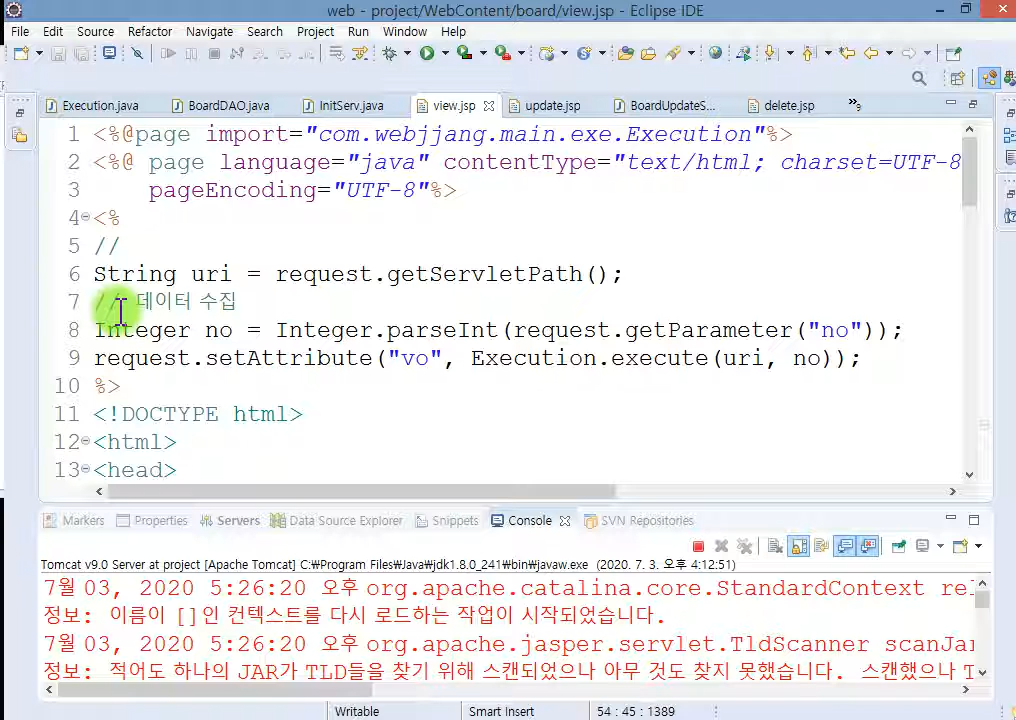 web - project/WebContent/board/view.jsp - Eclipse IDE
File Edit Source Refactor Navigate Search Project Run Window Help
Execution.java BoardDAO.java InitServ.java view.jsp update.jsp BoardUpdateS... delete.jsp »9
1 <%@page import="com.webjjang.main.exe.Execution"%>
2 <%@ page language="java" contentType="text/html; charset=UTF-8
3 pageEncoding="UTF-8"%>
4 <%
5 //
6 String uri = request.getServletPath();
7 // 데이터 수집
8 Integer no = Integer.parseInt(request.getParameter("no"));
9 request.setAttribute("vo", Execution.execute(uri, no));
10 %>
11 <!DOCTYPE html>
12 <html>
13 <head>
Markers Properties Servers Data Source Explorer Snippets Console SVN Repositories
Tomcat v9.0 Server at project [Apache Tomcat] C:\Program Files\Java\jdk1.8.0_241\bin\javaw.exe (2020. 7. 3. 오후 4:12:51)
7월 03, 2020 5:26:20 오후 org.apache.catalina.core.StandardContext rel
정보: 이름이 []인 컨텍스트를 다시 로드하는 작업이 시작되었습니다.
7월 03, 2020 5:26:20 오후 org.apache.jasper.servlet.TldScanner scanJar
정보: 적어도 하나의 JAR가 TLD들을 찾기 위해 스캔되었으나 아무 것도 찾지 못했습니다. 스캔했으나 T
Writable Smart Insert 54 : 45 : 1389